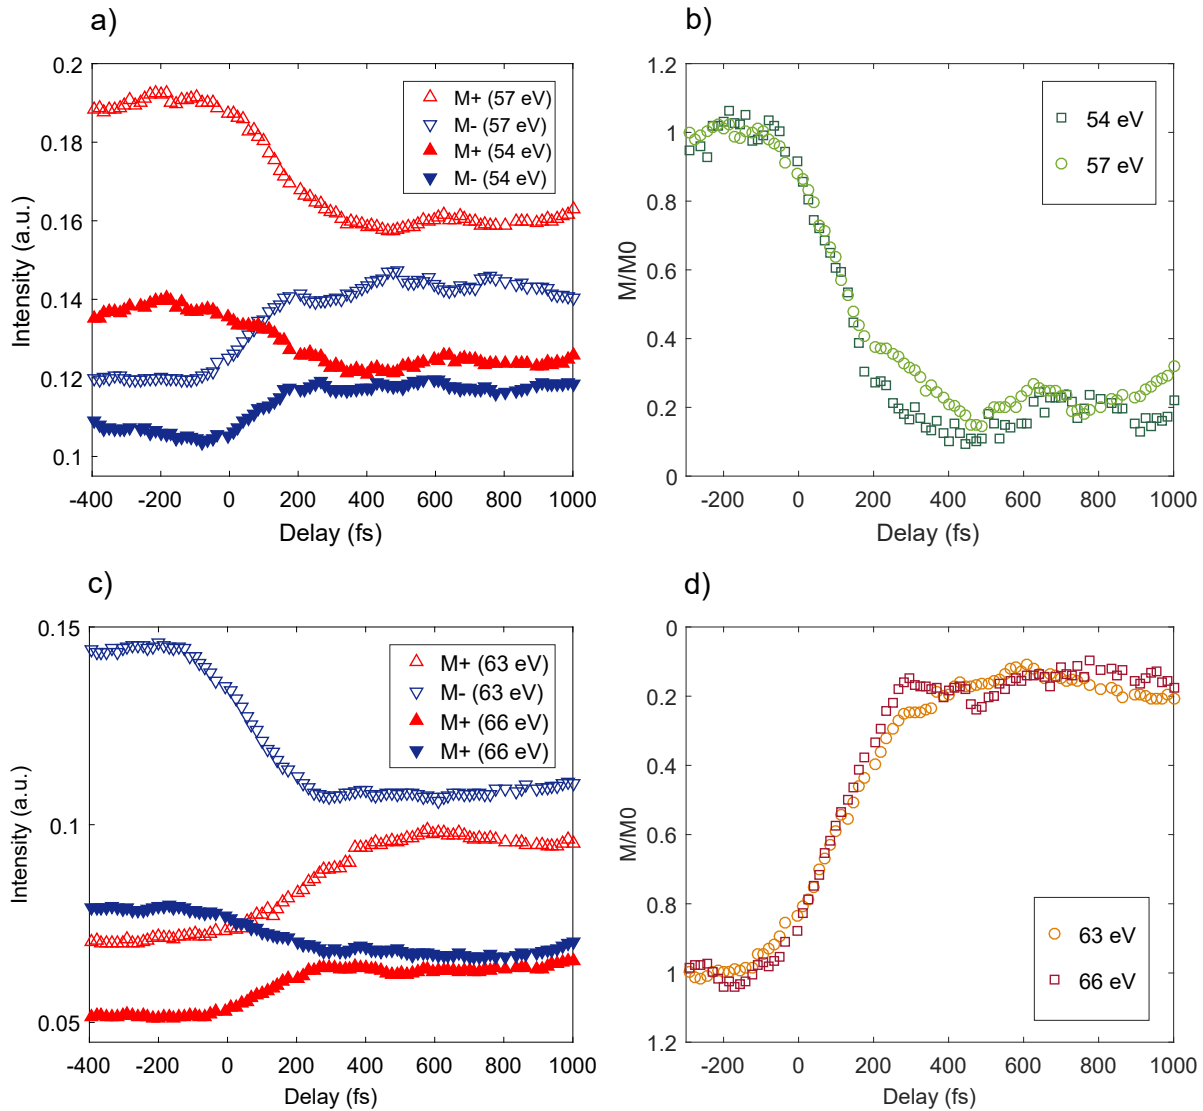 a)
Intensity (a.u.)
0.2
0.18
0.16
0.14
0.12
0.1
M+ (57 eV)
M- (57 eV)
M+ (54 eV)
M- (54 eV)
-400 -200 0 200 400 600 800 1000
Delay (fs)
b)
M/M0
1.2
1
0.8
0.6
0.4
0.2
0
54 eV
57 eV
-200 0 200 400 600 800 1000
Delay (fs)
c)
Intensity (a.u.)
0.15
0.1
0.05
M+ (63 eV)
M- (63 eV)
M+ (66 eV)
M+ (66 eV)
-400 -200 0 200 400 600 800 1000
Delay (fs)
d)
M/M0
0
0.2
0.4
0.6
0.8
1
1.2
63 eV
66 eV
-200 0 200 400 600 800 1000
Delay (fs)